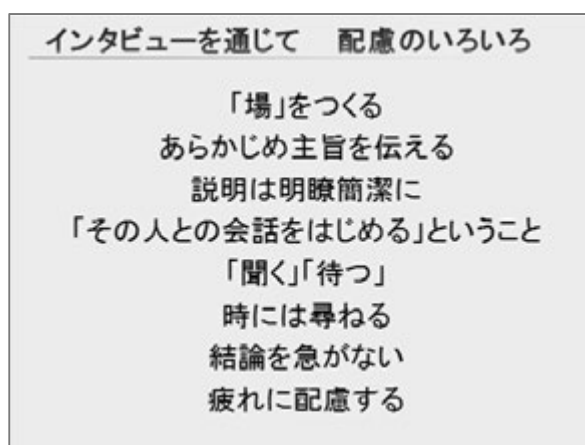 インタビューを通じて　配慮のいろいろ
「場」をつくる
あらかじめ主旨を伝える
説明は明瞭簡潔に
「その人との会話をはじめる」ということ
「聞く」「待つ」
時には尋ねる
結論を急がない
疲れに配慮する